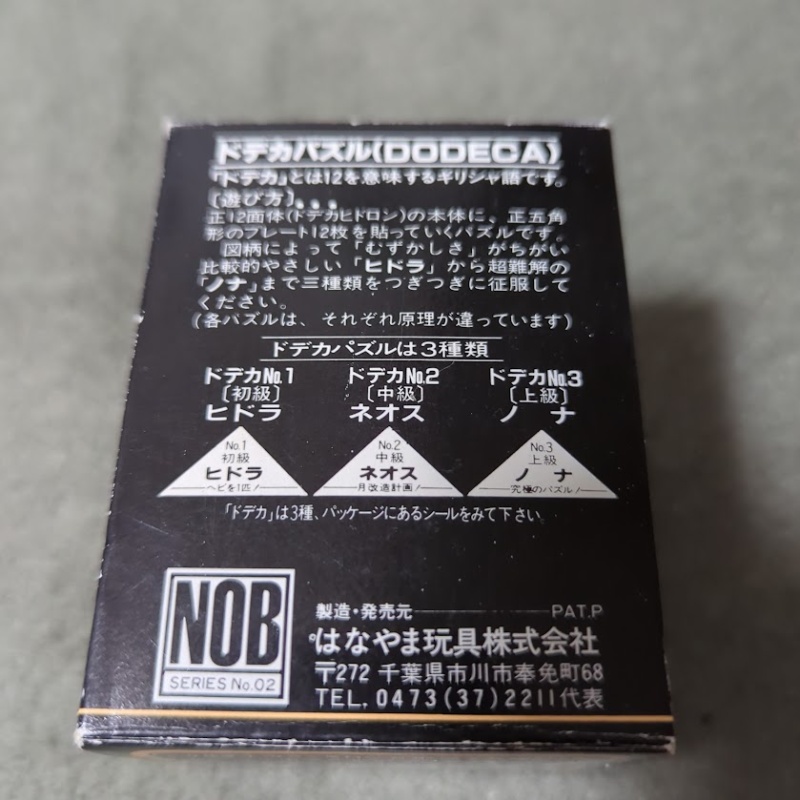 ドデカパズル(DODECA)
「ドデカ」とは12を意味するギリシャ語です。
〔遊び方〕...
正12面体(ドデカヒドロン)の本体に、正五角
形のプレート12枚を貼っていくパズルです。
図柄によって「むずかしさ」がちがい
比較的やさしい「ヒドラ」から超難解の
「ノナ」まで三種類をつぎつぎに征服して
ください。
(各パズルは、それぞれ原理が違っています)
ドデカパズルは3種類
ドデカNo.1 ドデカNo.2 ドデカNo.3
〔初級〕 〔中級〕 〔上級〕
ヒドラ ネオス ノナ
No.1 No.2 No.3
初級 中級 上級
ヒドラ ネオス ノナ
ヘビを1匹! 月改造計画! 究極のパズル!
「ドデカ」は3種、パッケージにあるシールをみて下さい
NOB
SERIES No.02
製造・発売元 PAT.P
はなやま玩具株式会社
〒272 千葉県市川市奉免町68
TEL. 0473(37)2211代表